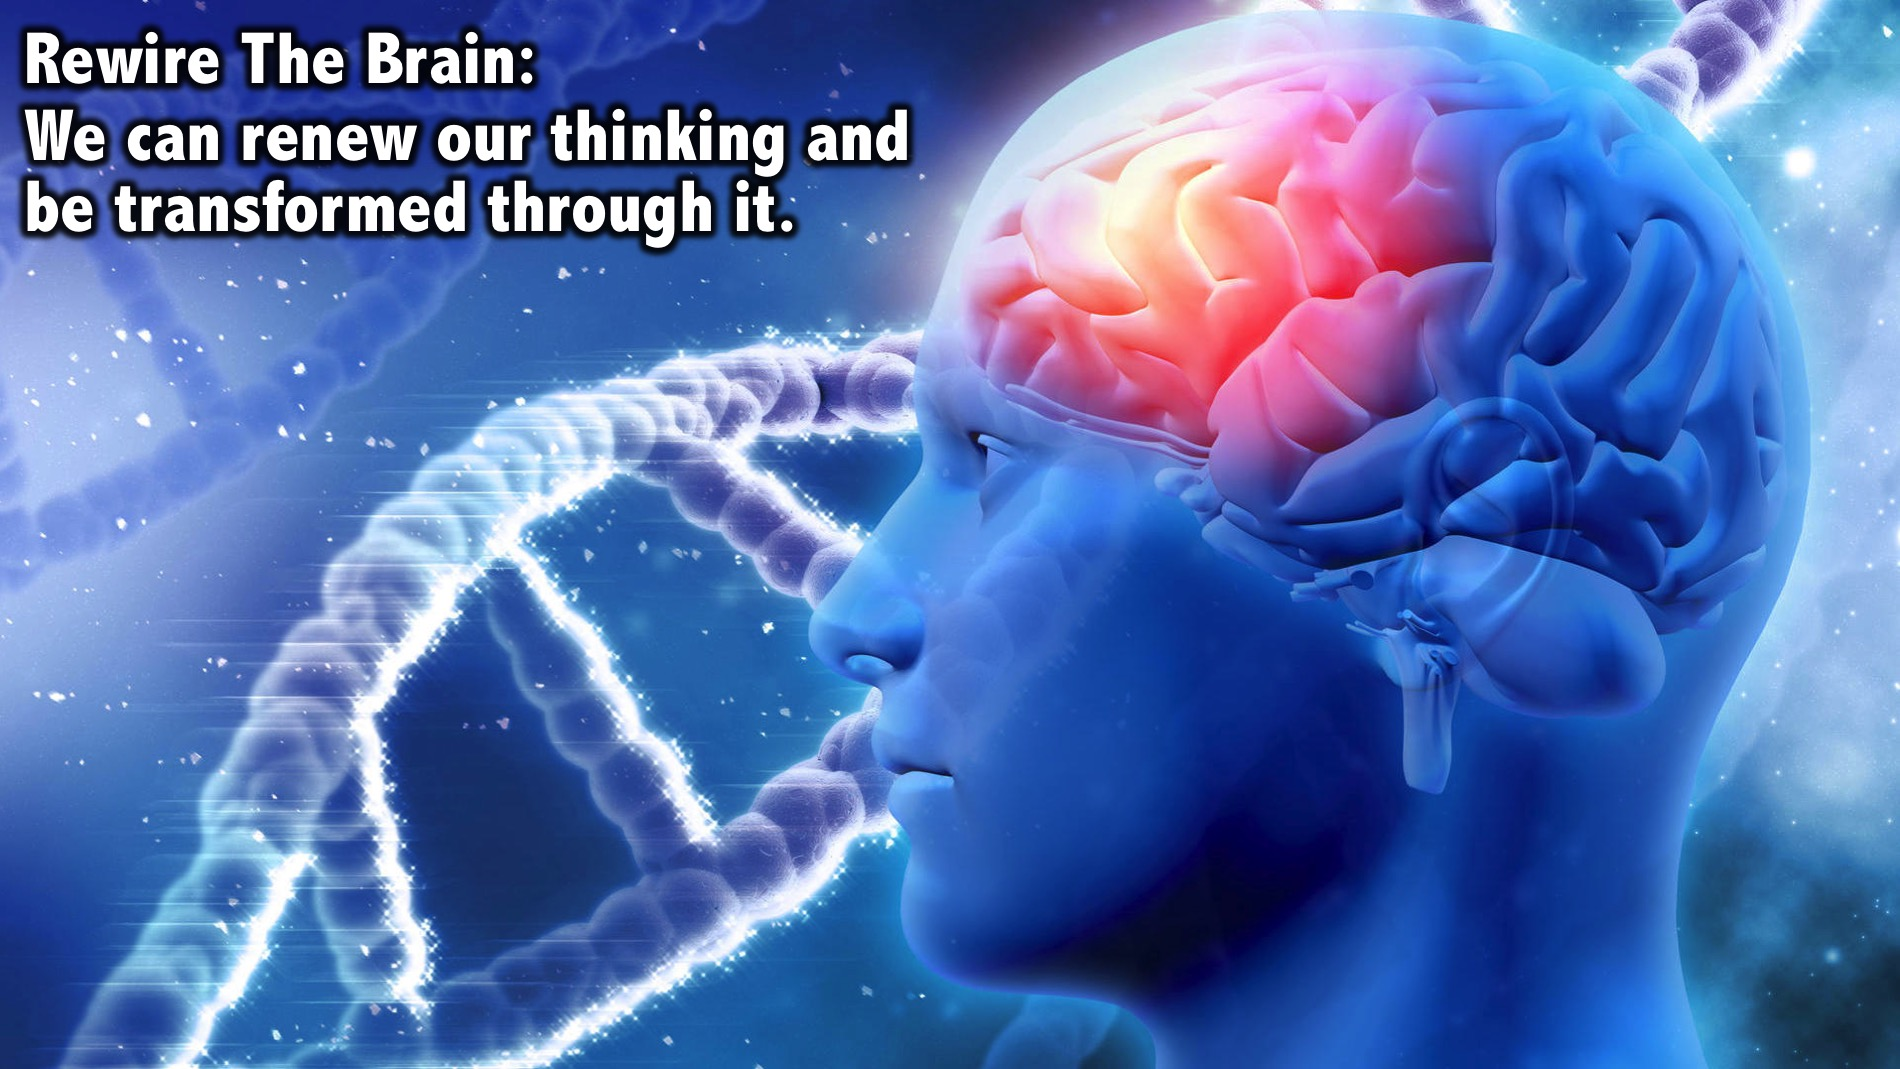 Rewire The Brain:
We can renew our thinking and
be transformed through it.